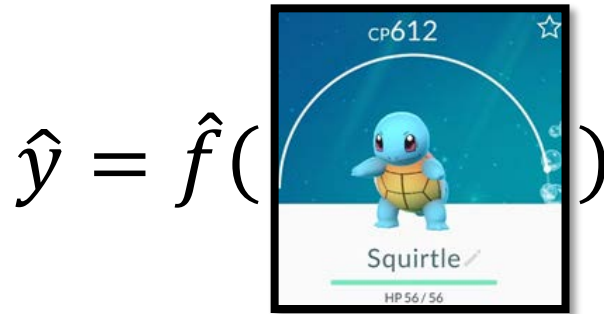 CP612
ŷ = f̂( )
Squirtle
HP 56 / 56